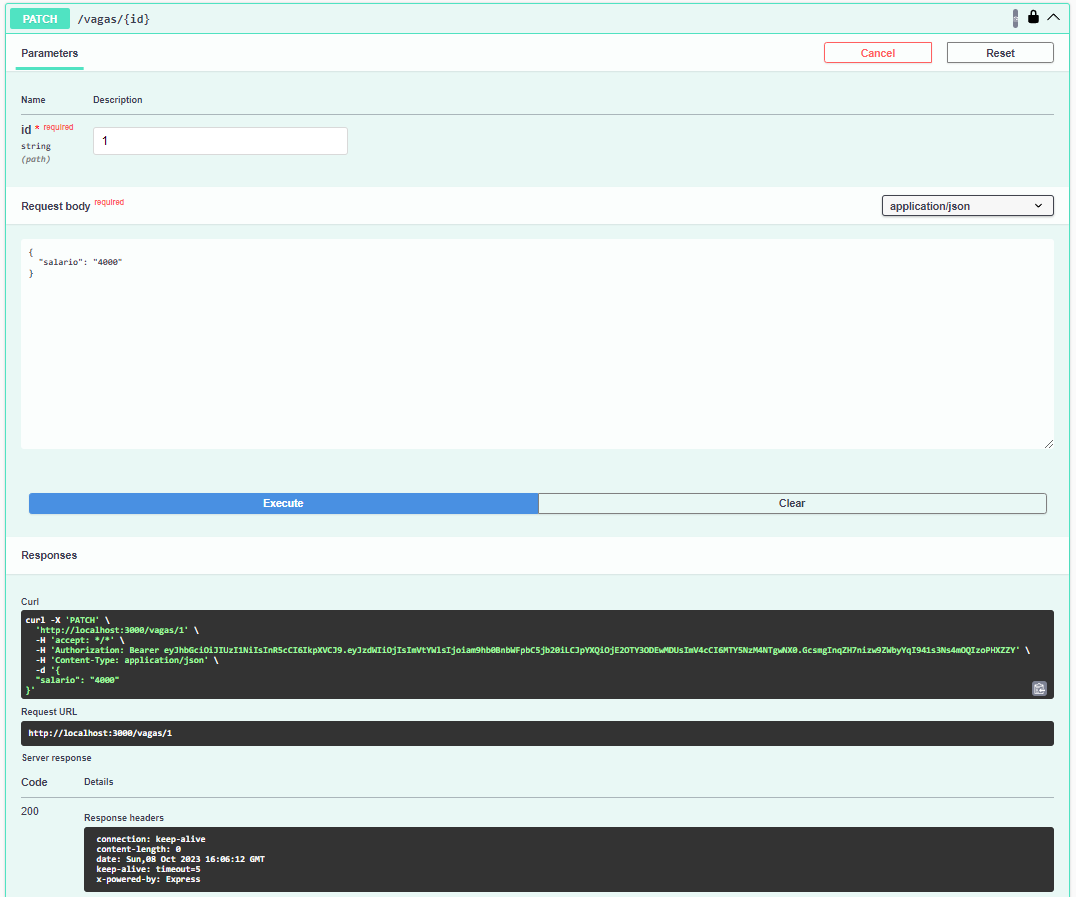 PATCH /vagas/{id}
Parameters
Cancel
Reset
Name Description
id * required
string
(path)
1
Request body required
application/json
{
"salario": "4000"
}
Execute
Clear
Responses
Curl
curl -X 'PATCH' \
'http://localhost:3000/vagas/1' \
-H 'accept: */*' \
-H 'Authorization: Bearer
-H 'Content-Type: application/json' \
-d '{
"salario": "4000"
}'
Request URL
http://localhost:3000/vagas/1
Server response
Code Details
200
Response headers
connection: keep-alive
content-length: 0
date: Sun,08 Oct 2023 16:06:12 GMT
keep-alive: timeout=5
x-powered-by: Express